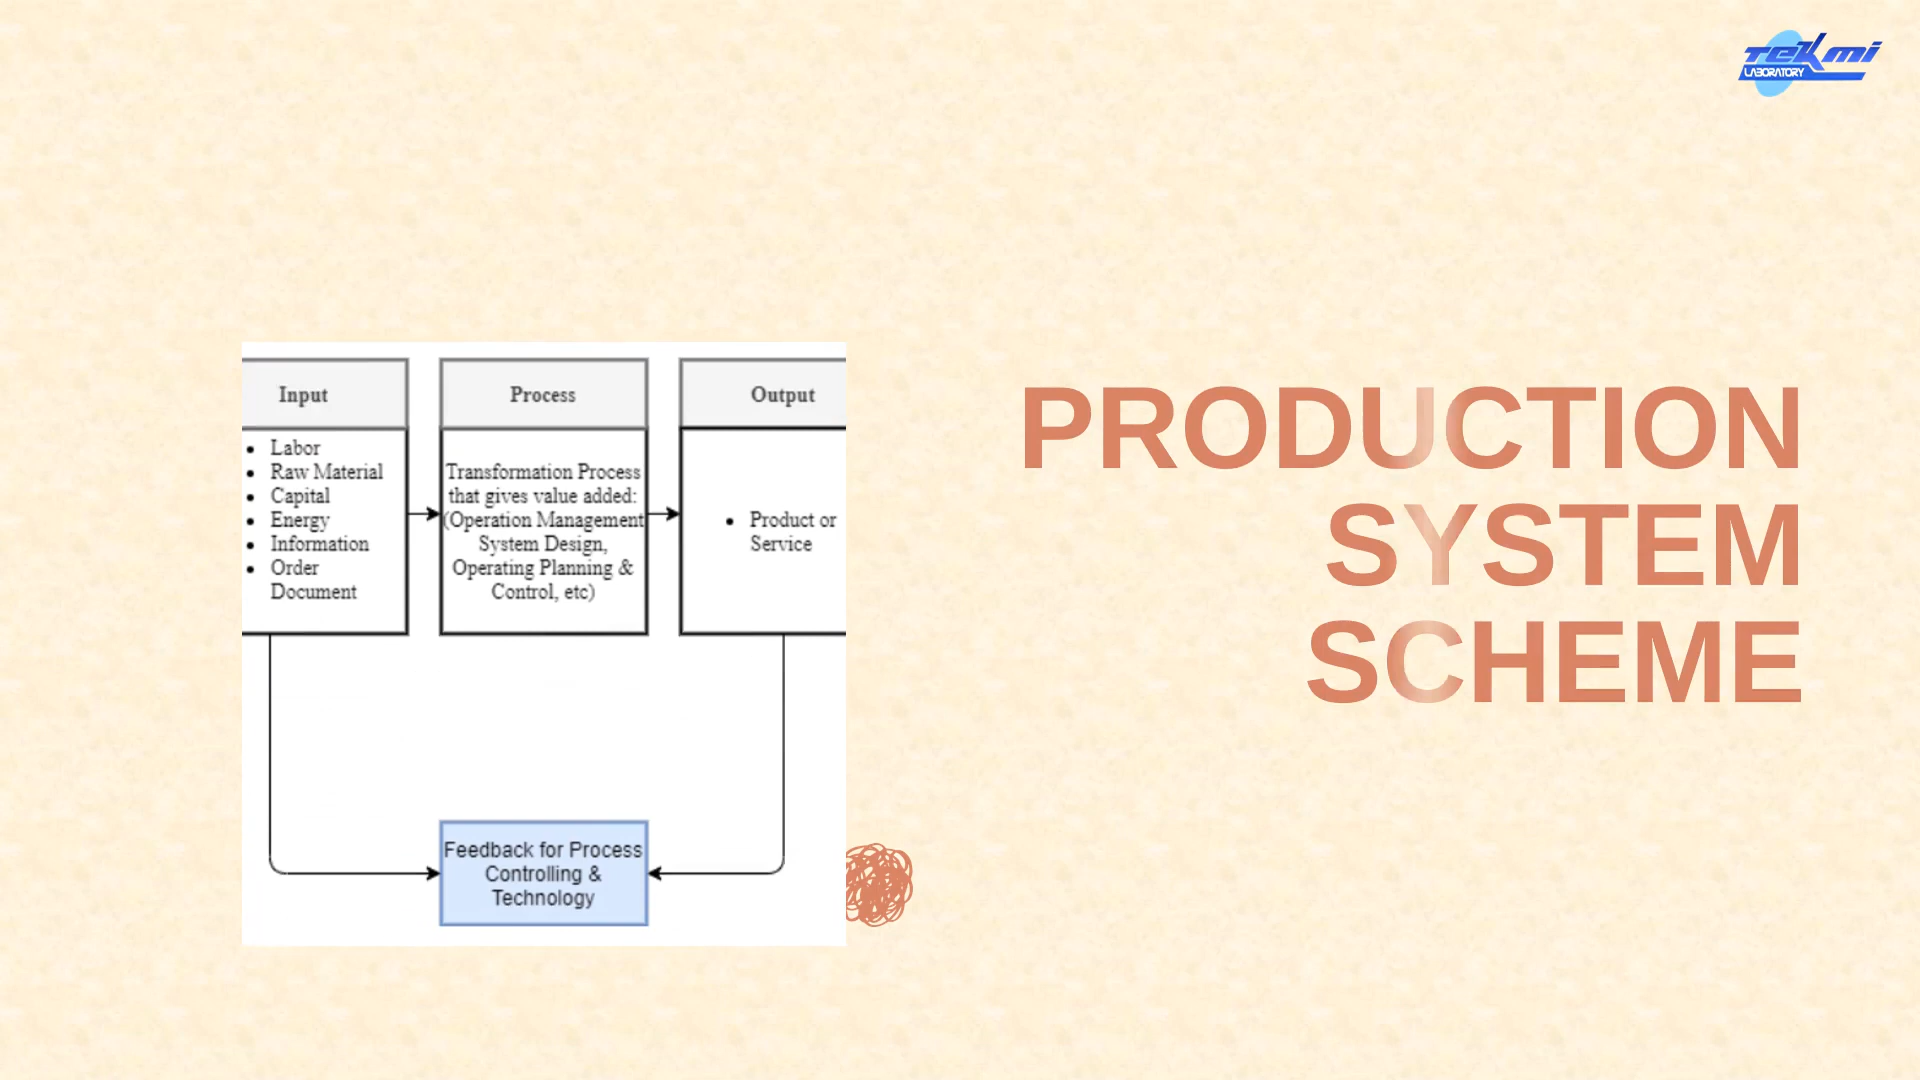 TEKmi
LABORATORY
PRODUCTION
SYSTEM
SCHEME
Input
• Labor
• Raw Material
• Capital
• Energy
• Information
• Order
Document
Process
Transformation Process
that gives value added:
(Operation Management
System Design,
Operating Planning &
Control, etc)
Output
• Product or
Service
Feedback for Process
Controlling &
Technology